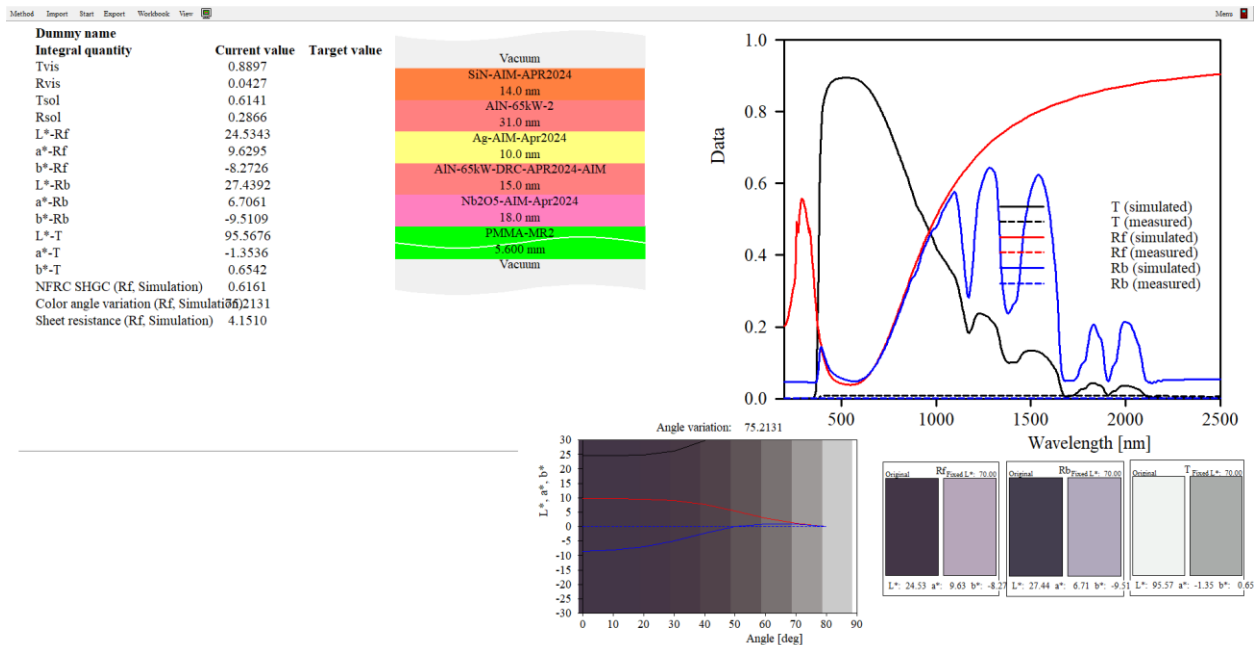 Method Import Start Export Workbook View Menu
Dummy name
Integral quantity Current value Target value
Tvis 0.8897
Rvis 0.0427
Tsol 0.6141
Rsol 0.2866
L*-Rf 24.5343
a*-Rf 9.6295
b*-Rf -8.2726
L*-Rb 27.4392
a*-Rb 6.7061
b*-Rb -9.5109
L*-T 95.5676
a*-T -1.3536
b*-T 0.6542
NFRC SHGC (Rf, Simulation) 0.6161
Color angle variation (Rf, Simulation) 75.2131
Sheet resistance (Rf, Simulation) 4.1510
Vacuum
SiN-AIM-APR2024
14.0 nm
AlN-65kW-2
31.0 nm
Ag-AIM-Apr2024
10.0 nm
AlN-65kW-DRC-APR2024-AIM
15.0 nm
Nb2O5-AIM-Apr2024
18.0 nm
PMMA-MR2
5.600 mm
Vacuum
1.0
0.8
0.6
0.4
0.2
0.0
Data
T (simulated)
T (measured)
Rf (simulated)
Rf (measured)
Rb (simulated)
Rb (measured)
500 1000 1500 2000 2500
Wavelength [nm]
Angle variation: 75.2131
30
25
20
15
10
5
0
-5
-10
-15
-20
-25
-30
L*, a*, b*
0 10 20 30 40 50 60 70 80 90
Angle [deg]
Rf
Original Fixed L*: 70.00
L*: 24.53 a*: 9.63 b*: -8.27
Rb
Original Fixed L*: 70.00
L*: 27.44 a*: 6.71 b*: -9.51
T
Original Fixed L*: 70.00
L*: 95.57 a*: -1.35 b*: 0.65